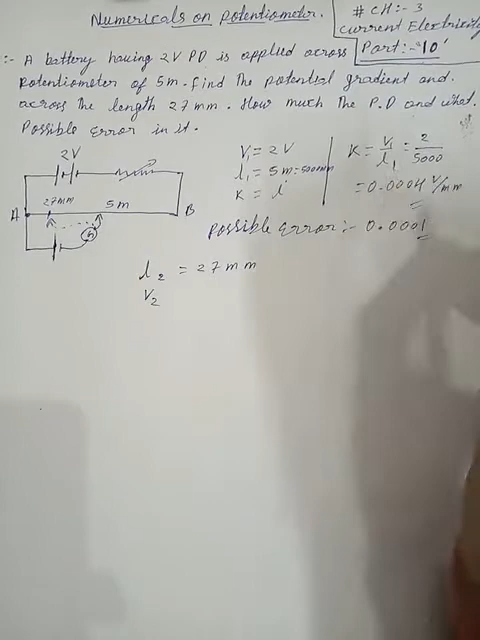 Numericals on potentiometer.
# CH:- 3
Current Electricity
Part:- "10"
:- A battery having 2V PD is applied across
Potentiometer of 5m. find the potential gradient and.
across the length 27mm. How much the P.D and what.
Possible Error in it.
2V
27mm
5m
A
B
G
V₁ = 2V
l₁ = 5m = 500mm
K = i
K = V₁/l₁ = 2/5000
= 0.0004 V/mm
Possible Error:- 0.0001
l₂ = 27mm
V₂